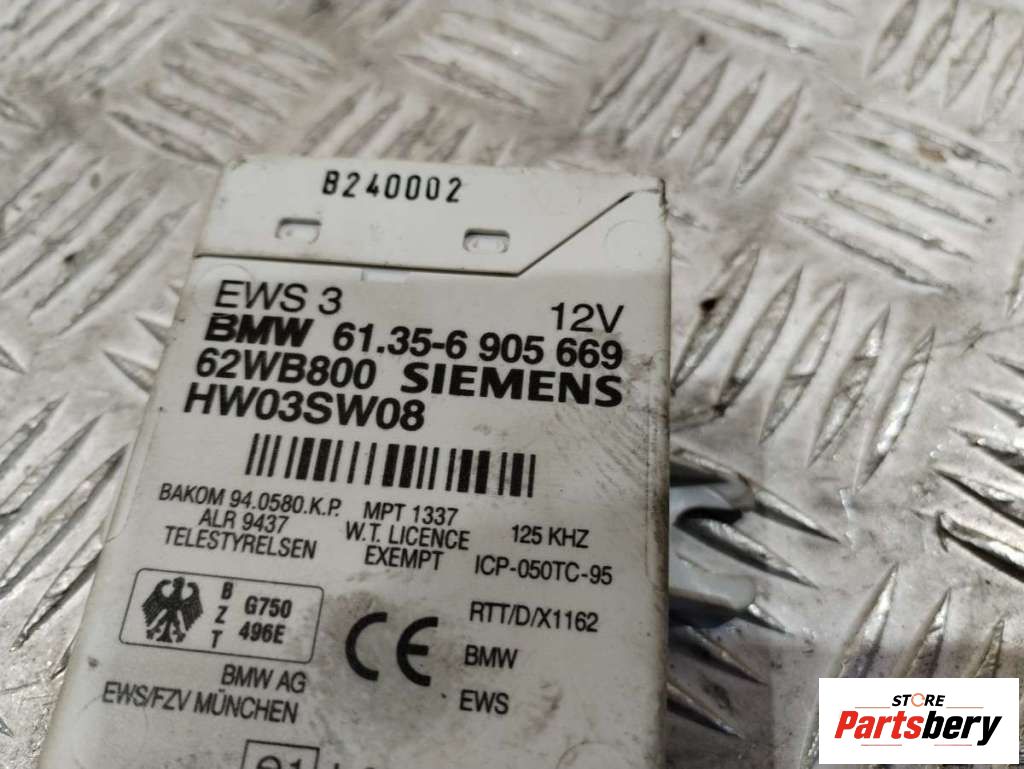 B240002
EWS 3 12V
BMW 61.35-6 905 669
62WB800 SIEMENS
HW03SW08
BAKOM 94.0580.K.P. MPT 1337
ALR 9437 W.T. LICENCE 125 KHZ
TELESTYRELSEN EXEMPT ICP-050TC-95
B Z T G750 496E
RTT/D/X1162
CE BMW
BMW AG EWS
EWS/FZV MÜNCHEN
STORE
Partsbery